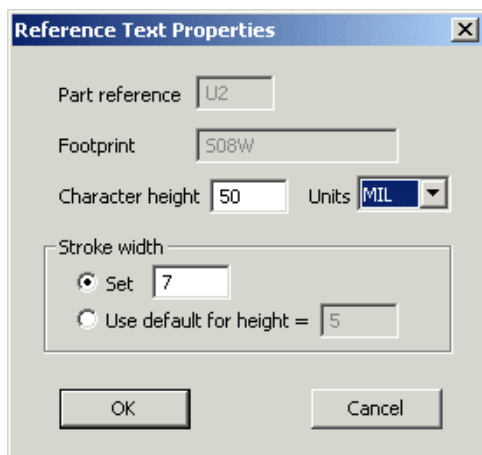 Reference Text Properties
Part reference U2
Footprint S08W
Character height 50 Units MIL
Stroke width
Set 7
Use default for height = 5
OK Cancel